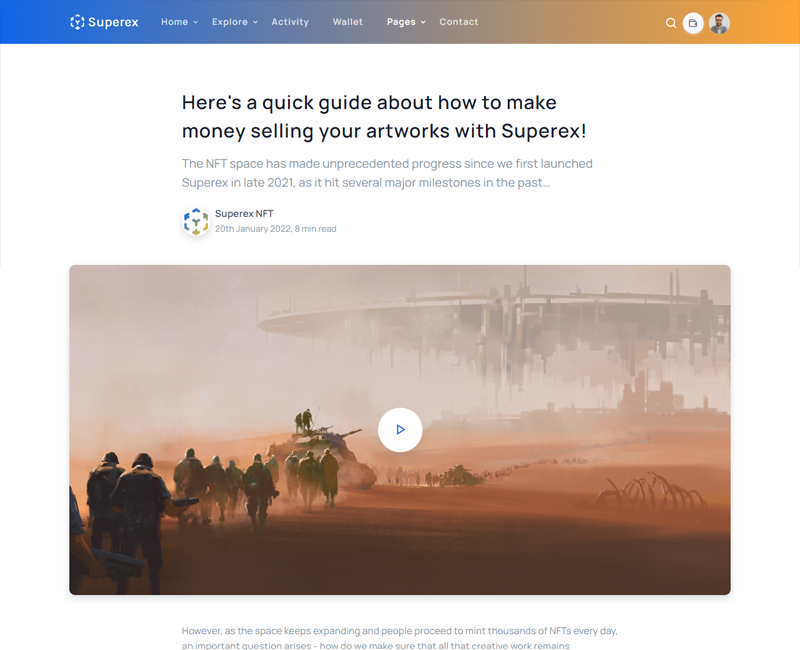 Superex Home Explore Activity Wallet Pages Contact
Here's a quick guide about how to make
money selling your artworks with Superex!
The NFT space has made unprecedented progress since we first launched
Superex in late 2021, as it hit several major milestones in the past...
Superex NFT
20th January 2022, 8 min read
However, as the space keeps expanding and people proceed to mint thousands of NFTs every day,
an important question arises - how do we make sure that all that creative work remains